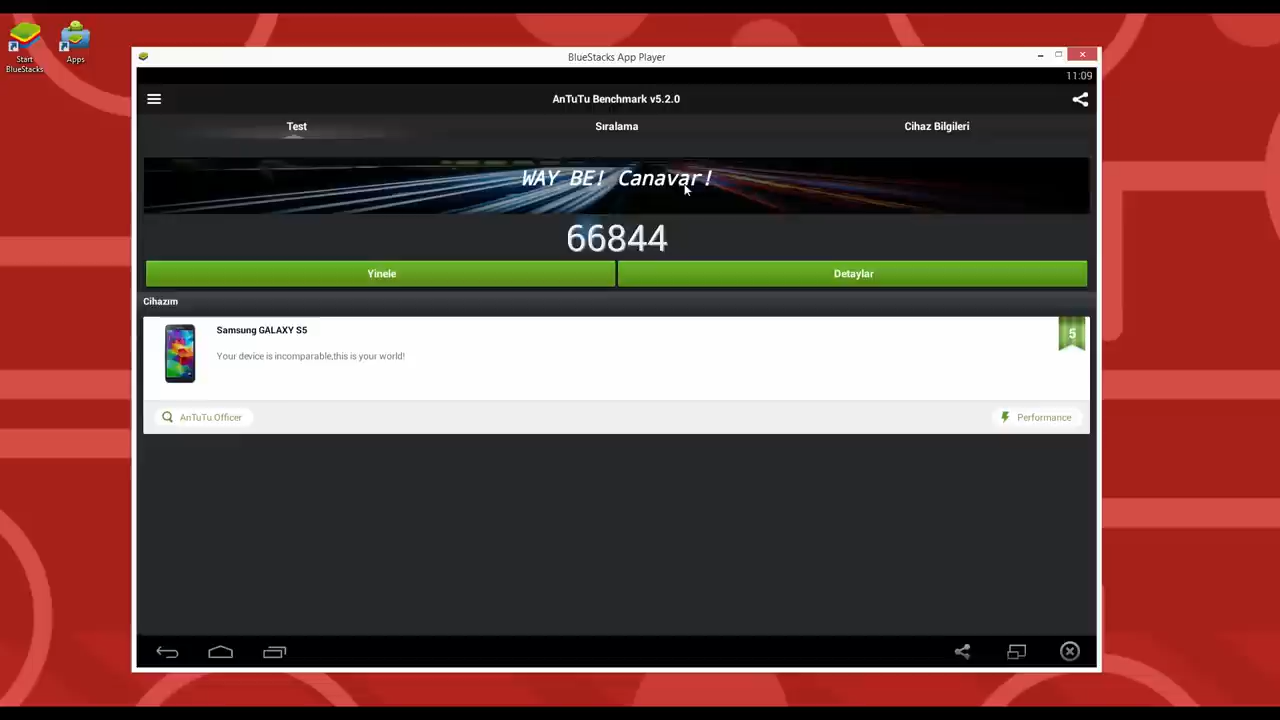 Start
BlueStacks
Apps
BlueStacks App Player
11:09
AnTuTu Benchmark v5.2.0
Test
Sıralama
Cihaz Bilgileri
WAY BE! Canavar!
66844
Yinele
Detaylar
Cihazım
Samsung GALAXY S5
5
Your device is incomparable,this is your world!
AnTuTu Officer
Performance